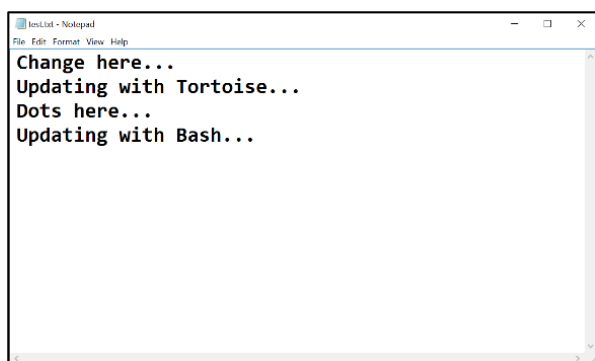 test.txt - Notepad
File Edit Format View Help
Change here...
Updating with Tortoise...
Dots here...
Updating with Bash...